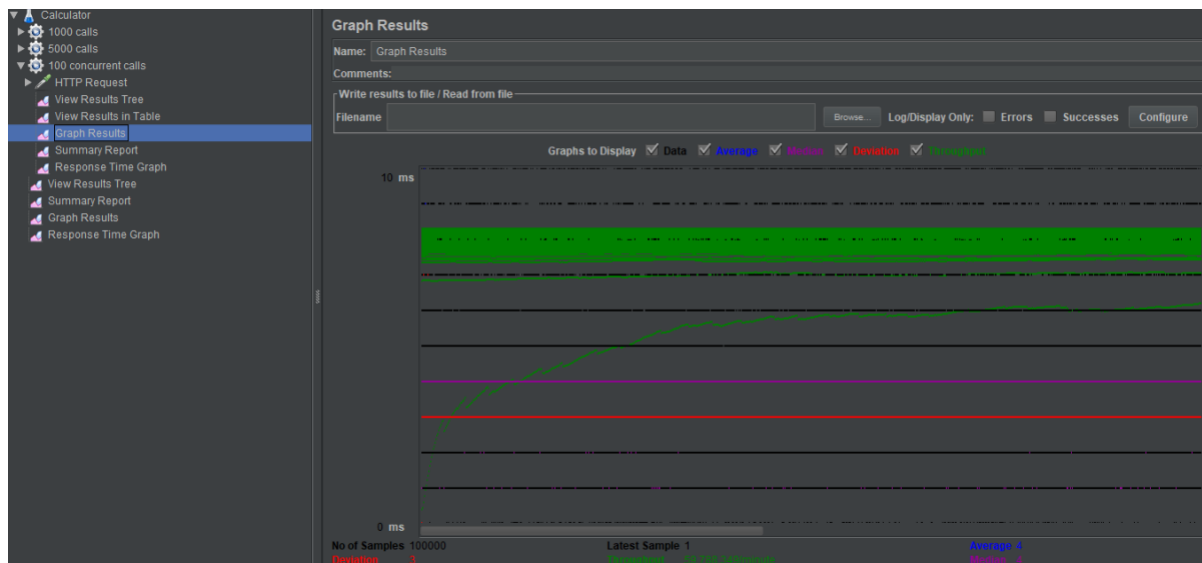 Calculator
1000 calls
5000 calls
100 concurrent calls
HTTP Request
View Results Tree
View Results in Table
Graph Results
Summary Report
Response Time Graph
View Results Tree
Summary Report
Graph Results
Response Time Graph
Graph Results
Name: Graph Results
Comments:
Write results to file / Read from file
Filename Browse... Log/Display Only: Errors Successes Configure
Graphs to Display Data Average Median Deviation Throughput
10 ms
0 ms
No of Samples 100000 Latest Sample 1 Average 4
Deviation 3 Throughput Median 4